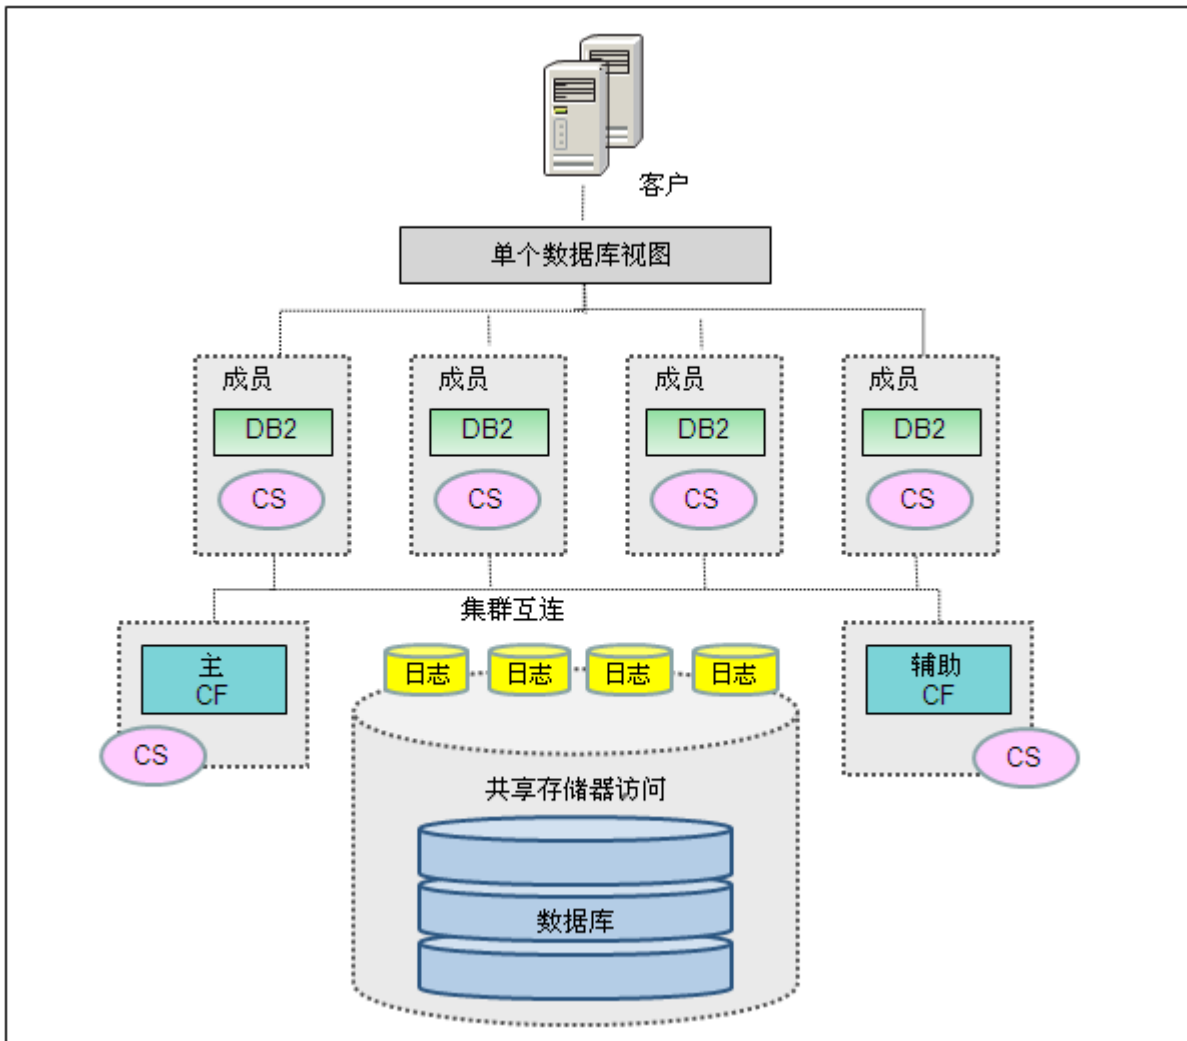 客户
单个数据库视图
成员 成员 成员 成员
DB2 DB2 DB2 DB2
CS CS CS CS
集群互连
主
CF
CS
日志 日志 日志 日志
辅助
CF
CS
共享存储器访问
数据库